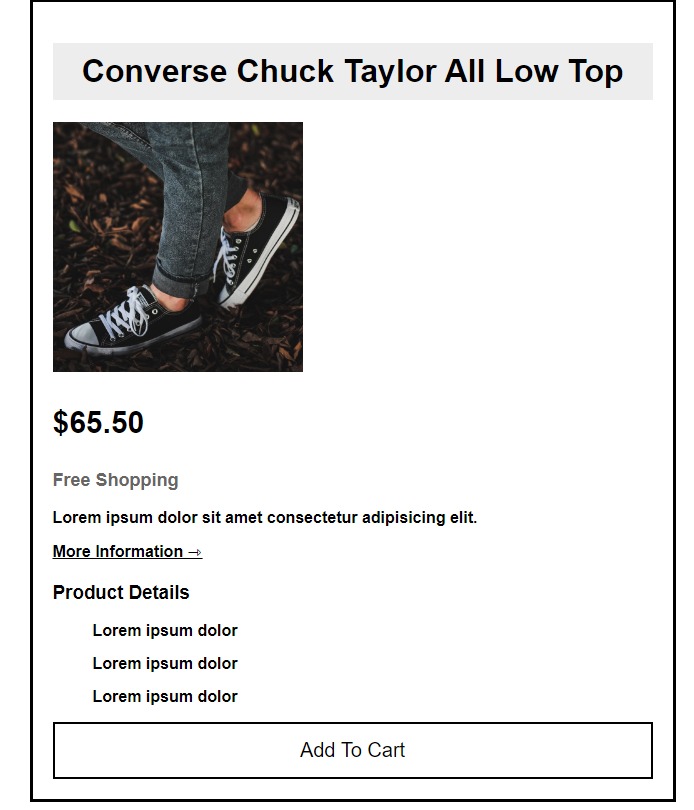 Converse Chuck Taylor All Low Top
$65.50
Free Shopping
Lorem ipsum dolor sit amet consectetur adipisicing elit.
More Information ⇾
Product Details
Lorem ipsum dolor
Lorem ipsum dolor
Lorem ipsum dolor
Add To Cart